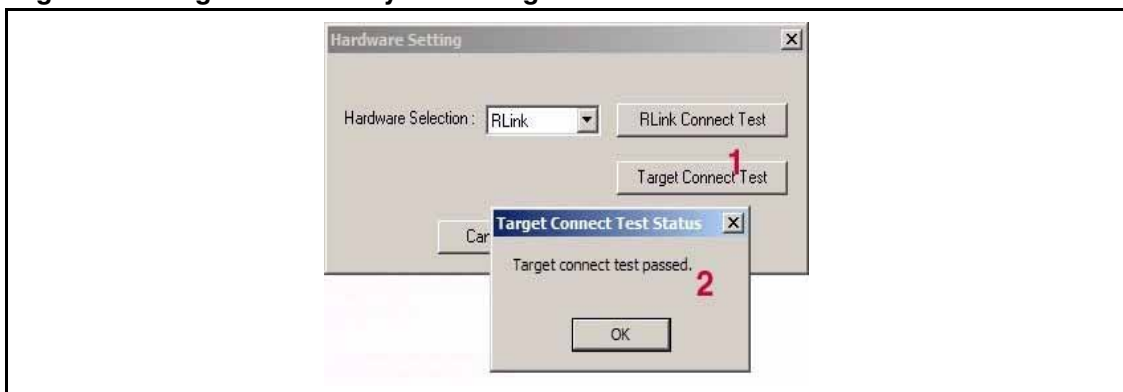 Hardware Setting
Hardware Selection : RLink
RLink Connect Test
1
Target Connect Test
Target Connect Test Status
Target connect test passed.
2
OK